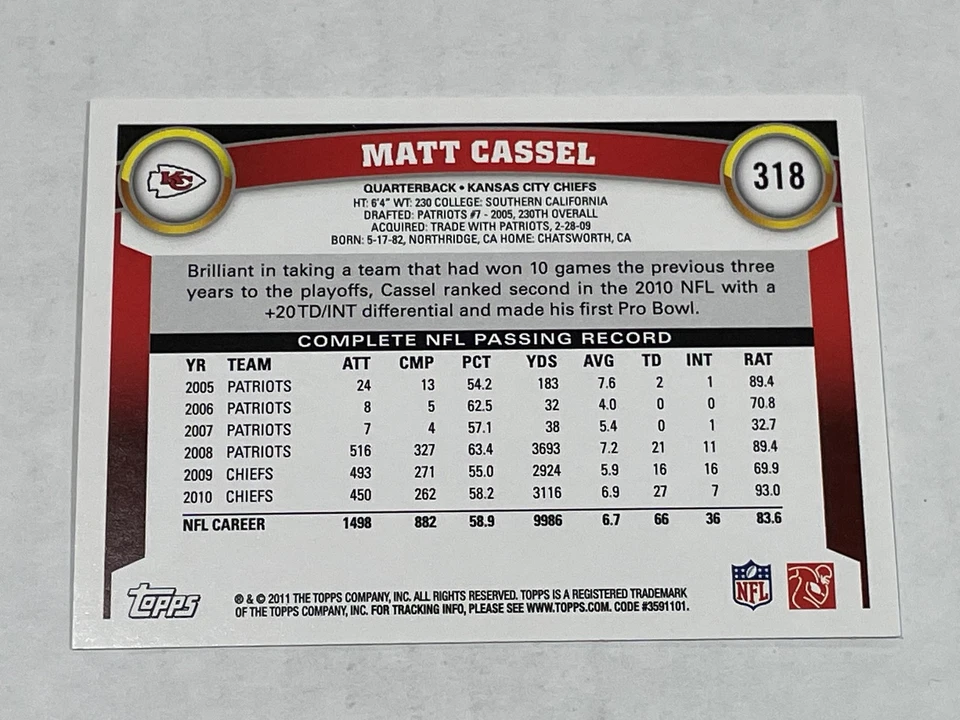 MATT CASSEL
KC
318
QUARTERBACK • KANSAS CITY CHIEFS
HT: 6'4" WT: 230 COLLEGE: SOUTHERN CALIFORNIA
DRAFTED: PATRIOTS #7 - 2005, 230TH OVERALL
ACQUIRED: TRADE WITH PATRIOTS, 2-28-09
BORN: 5-17-82, NORTHRIDGE, CA HOME: CHATSWORTH, CA
Brilliant in taking a team that had won 10 games the previous three
years to the playoffs, Cassel ranked second in the 2010 NFL with a
+20 TD/INT differential and made his first Pro Bowl.
COMPLETE NFL PASSING RECORD
YR TEAM ATT CMP PCT YDS AVG TD INT RAT
2005 PATRIOTS 24 13 54.2 183 7.6 2 1 89.4
2006 PATRIOTS 8 5 62.5 32 4.0 0 0 70.8
2007 PATRIOTS 7 4 57.1 38 5.4 0 1 32.7
2008 PATRIOTS 516 327 63.4 3693 7.2 21 11 89.4
2009 CHIEFS 493 271 55.0 2924 5.9 16 16 69.9
2010 CHIEFS 450 262 58.2 3116 6.9 27 7 93.0
NFL CAREER 1498 882 58.9 9986 6.7 66 36 83.6
Topps
® & © 2011 THE TOPPS COMPANY, INC. ALL RIGHTS RESERVED. TOPPS IS A REGISTERED TRADEMARK
OF THE TOPPS COMPANY, INC. FOR TRACKING INFO, PLEASE SEE WWW.TOPPS.COM. CODE #3591101.
NFL